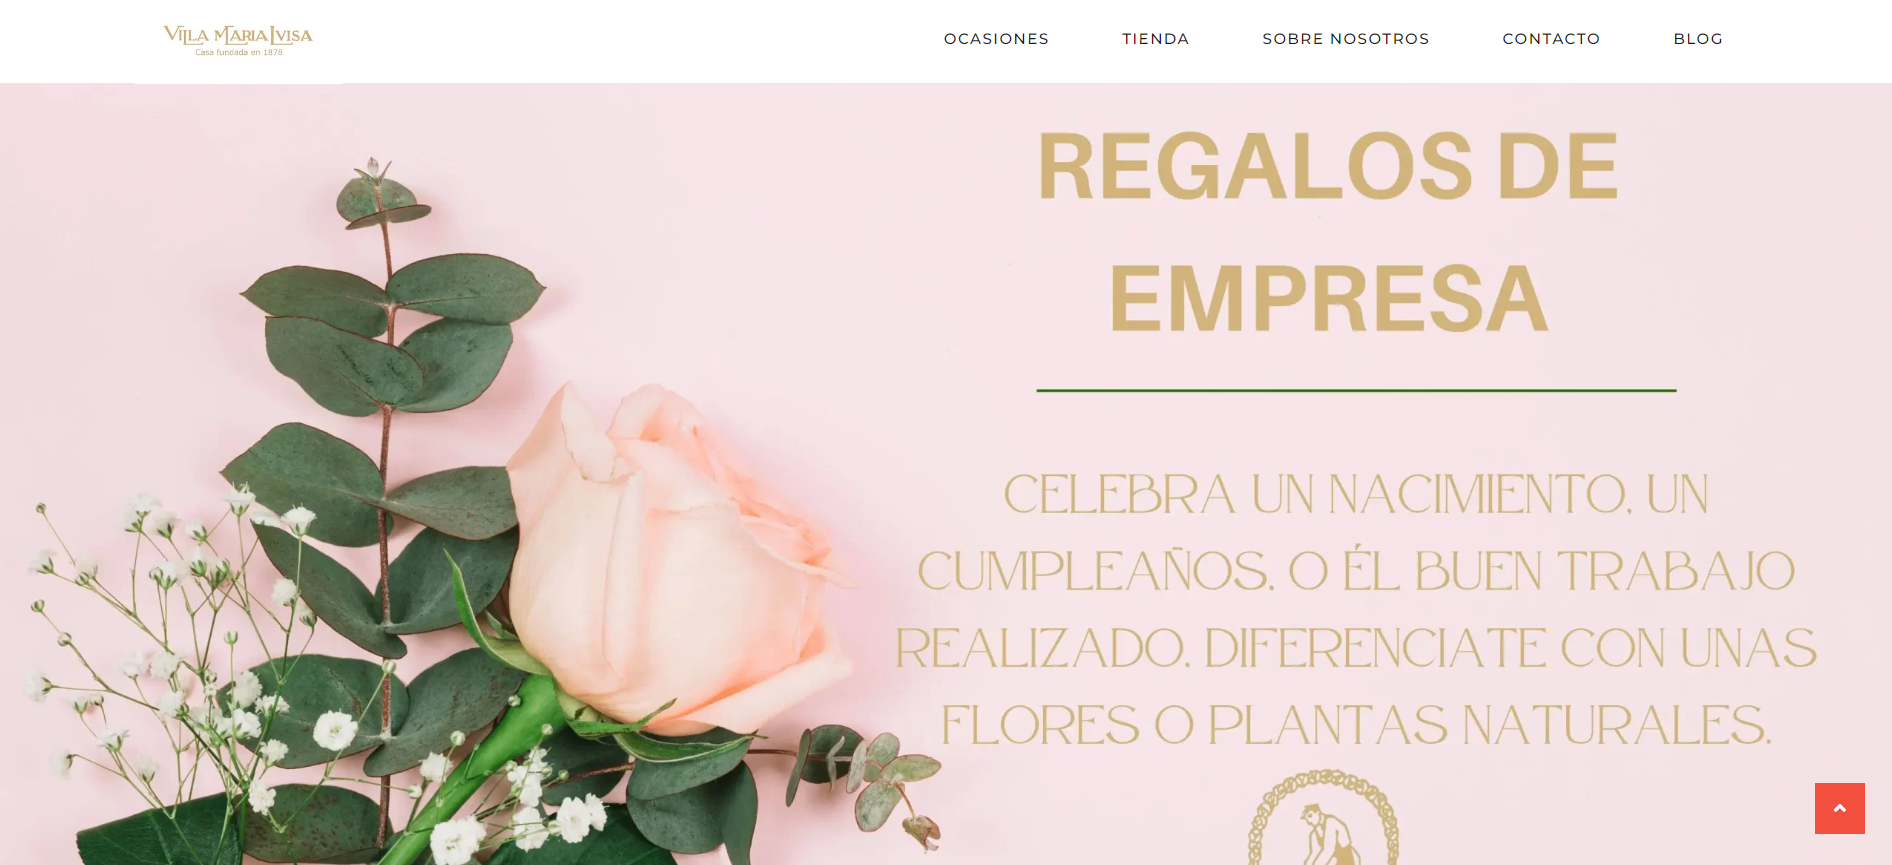 VILLA MARIA LVISA
Casa fundada en 1878
OCASIONES TIENDA SOBRE NOSOTROS CONTACTO BLOG
REGALOS DE
EMPRESA
CELEBRA UN NACIMIENTO, UN
CUMPLEAÑOS, O ÉL BUEN TRABAJO
REALIZADO. DIFERENCIATE CON UNAS
FLORES O PLANTAS NATURALES.